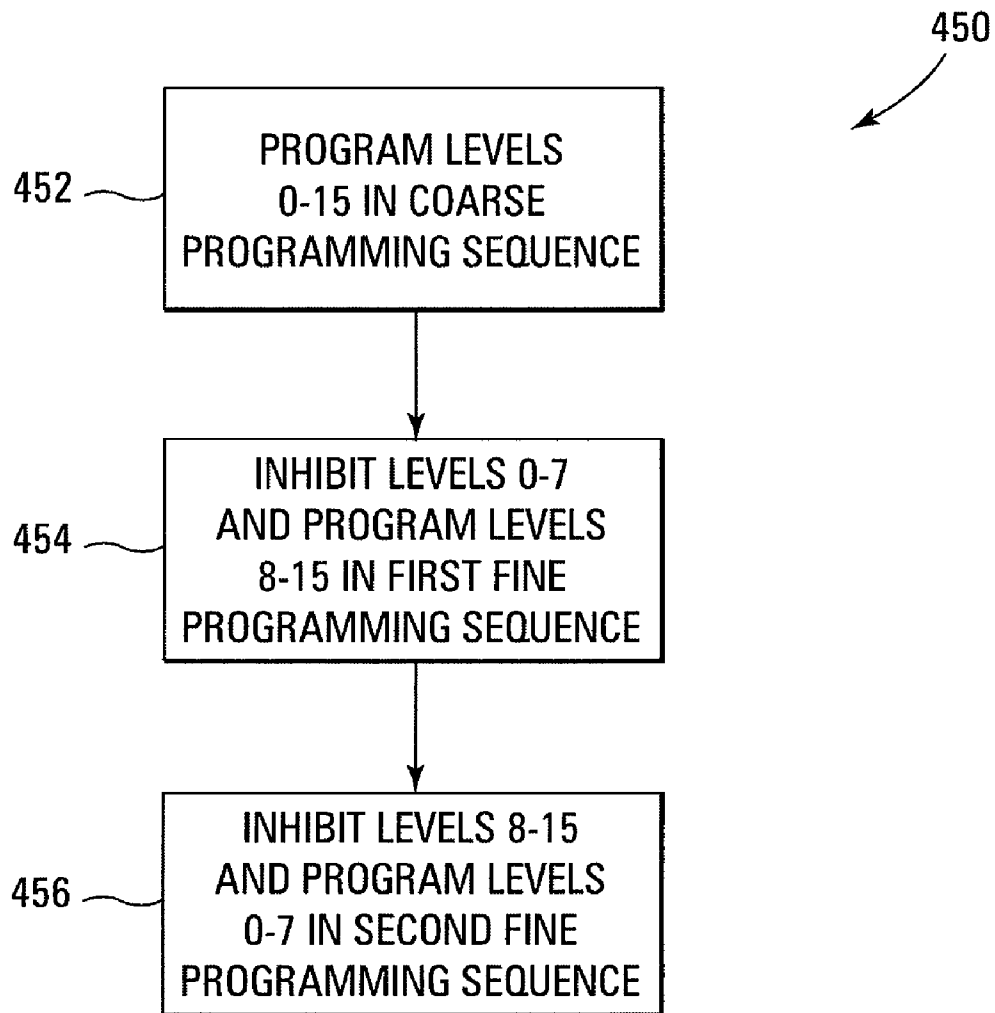 450
452
PROGRAM LEVELS
0-15 IN COARSE
PROGRAMMING SEQUENCE
454
INHIBIT LEVELS 0-7
AND PROGRAM LEVELS
8-15 IN FIRST FINE
PROGRAMMING SEQUENCE
456
INHIBIT LEVELS 8-15
AND PROGRAM LEVELS
0-7 IN SECOND FINE
PROGRAMMING SEQUENCE